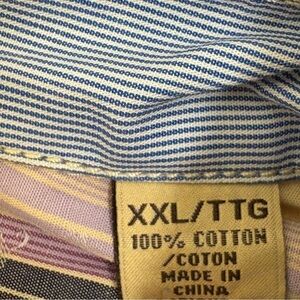 XXL/TTG
100% COTTON
/COTON
MADE IN
CHINA